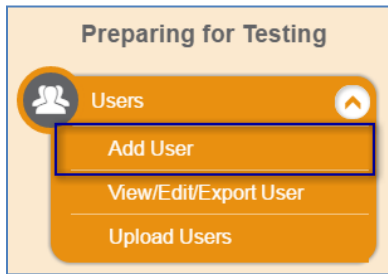 Preparing for Testing
Users
Add User
View/Edit/Export User
Upload Users